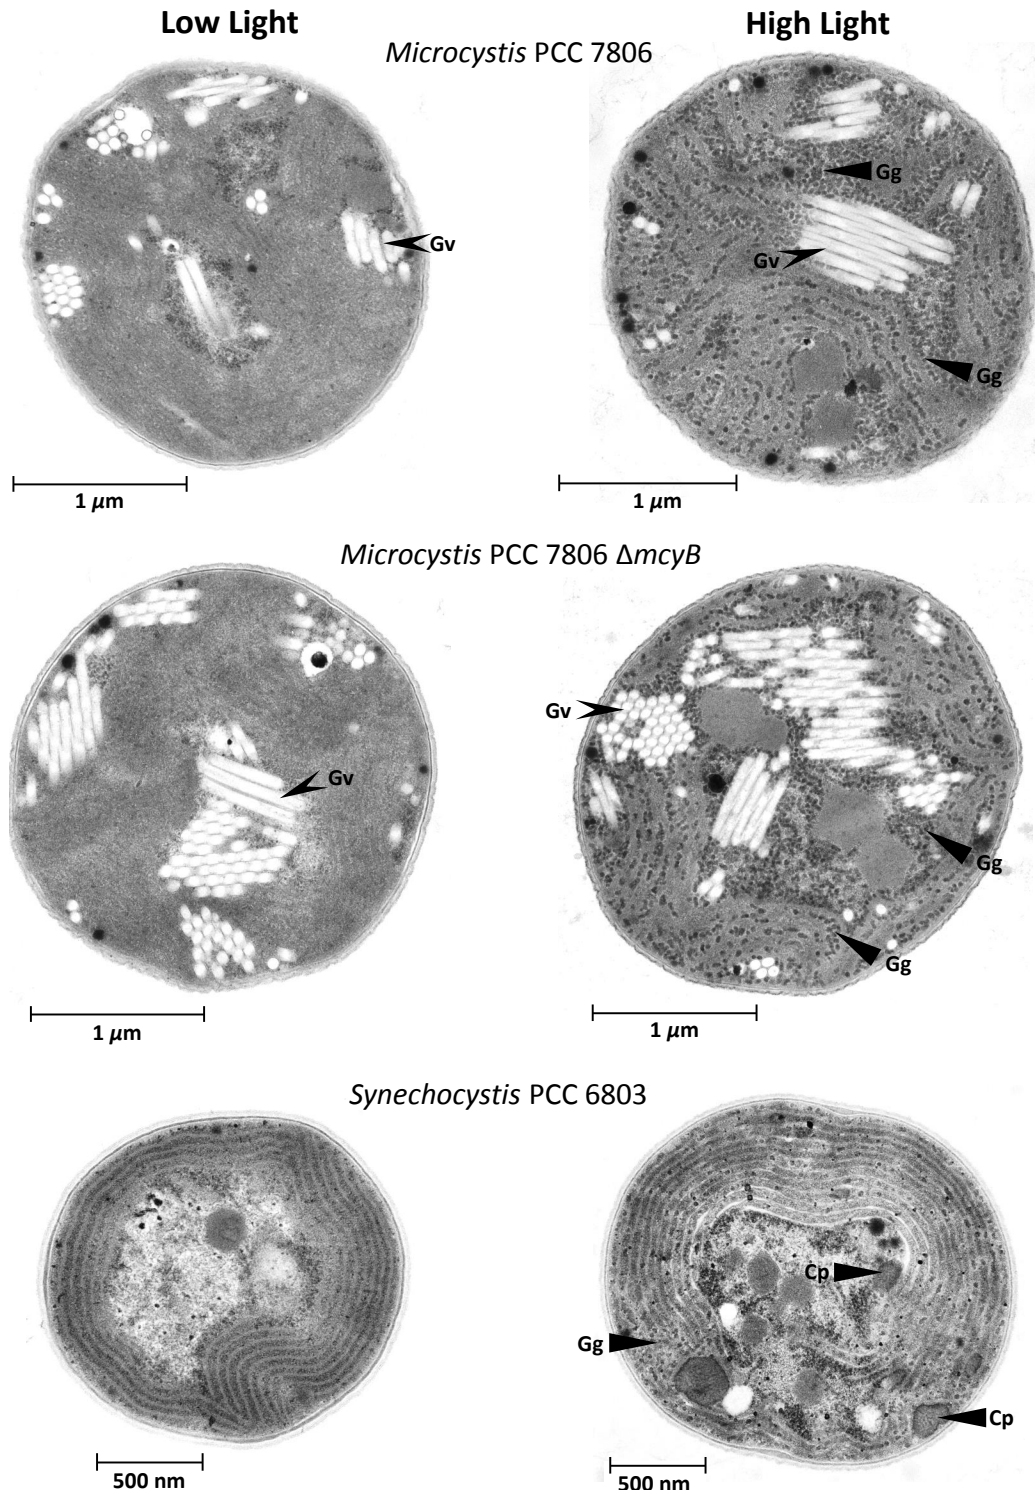 Low Light
High Light
Microcystis PCC 7806
Gg
Gv
Gv
Gg
1 µm
1 µm
Microcystis PCC 7806 ΔmcyB
Gv
Gv
Gg
Gg
1 µm
1 µm
Synechocystis PCC 6803
Cp
Gg
Cp
500 nm
500 nm